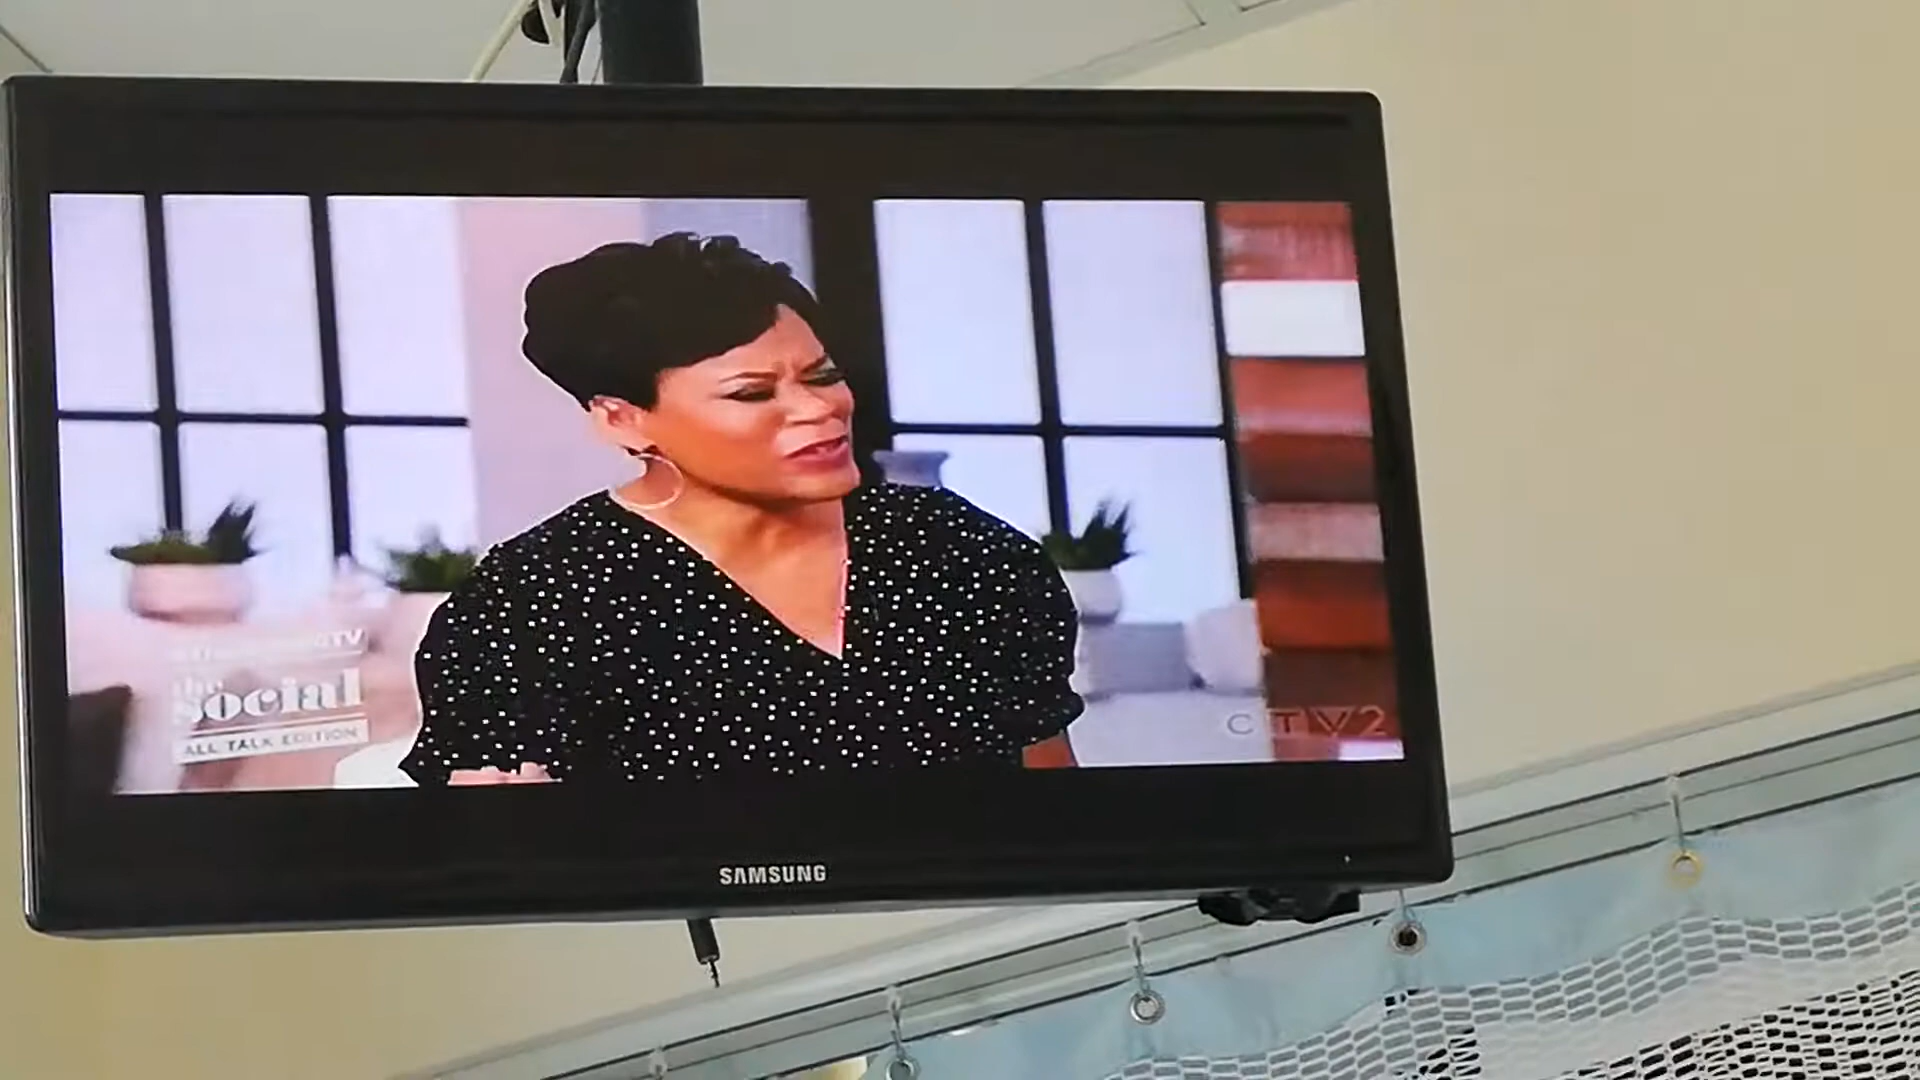 the
social
ALL TALK EDITION
CTV2
SAMSUNG